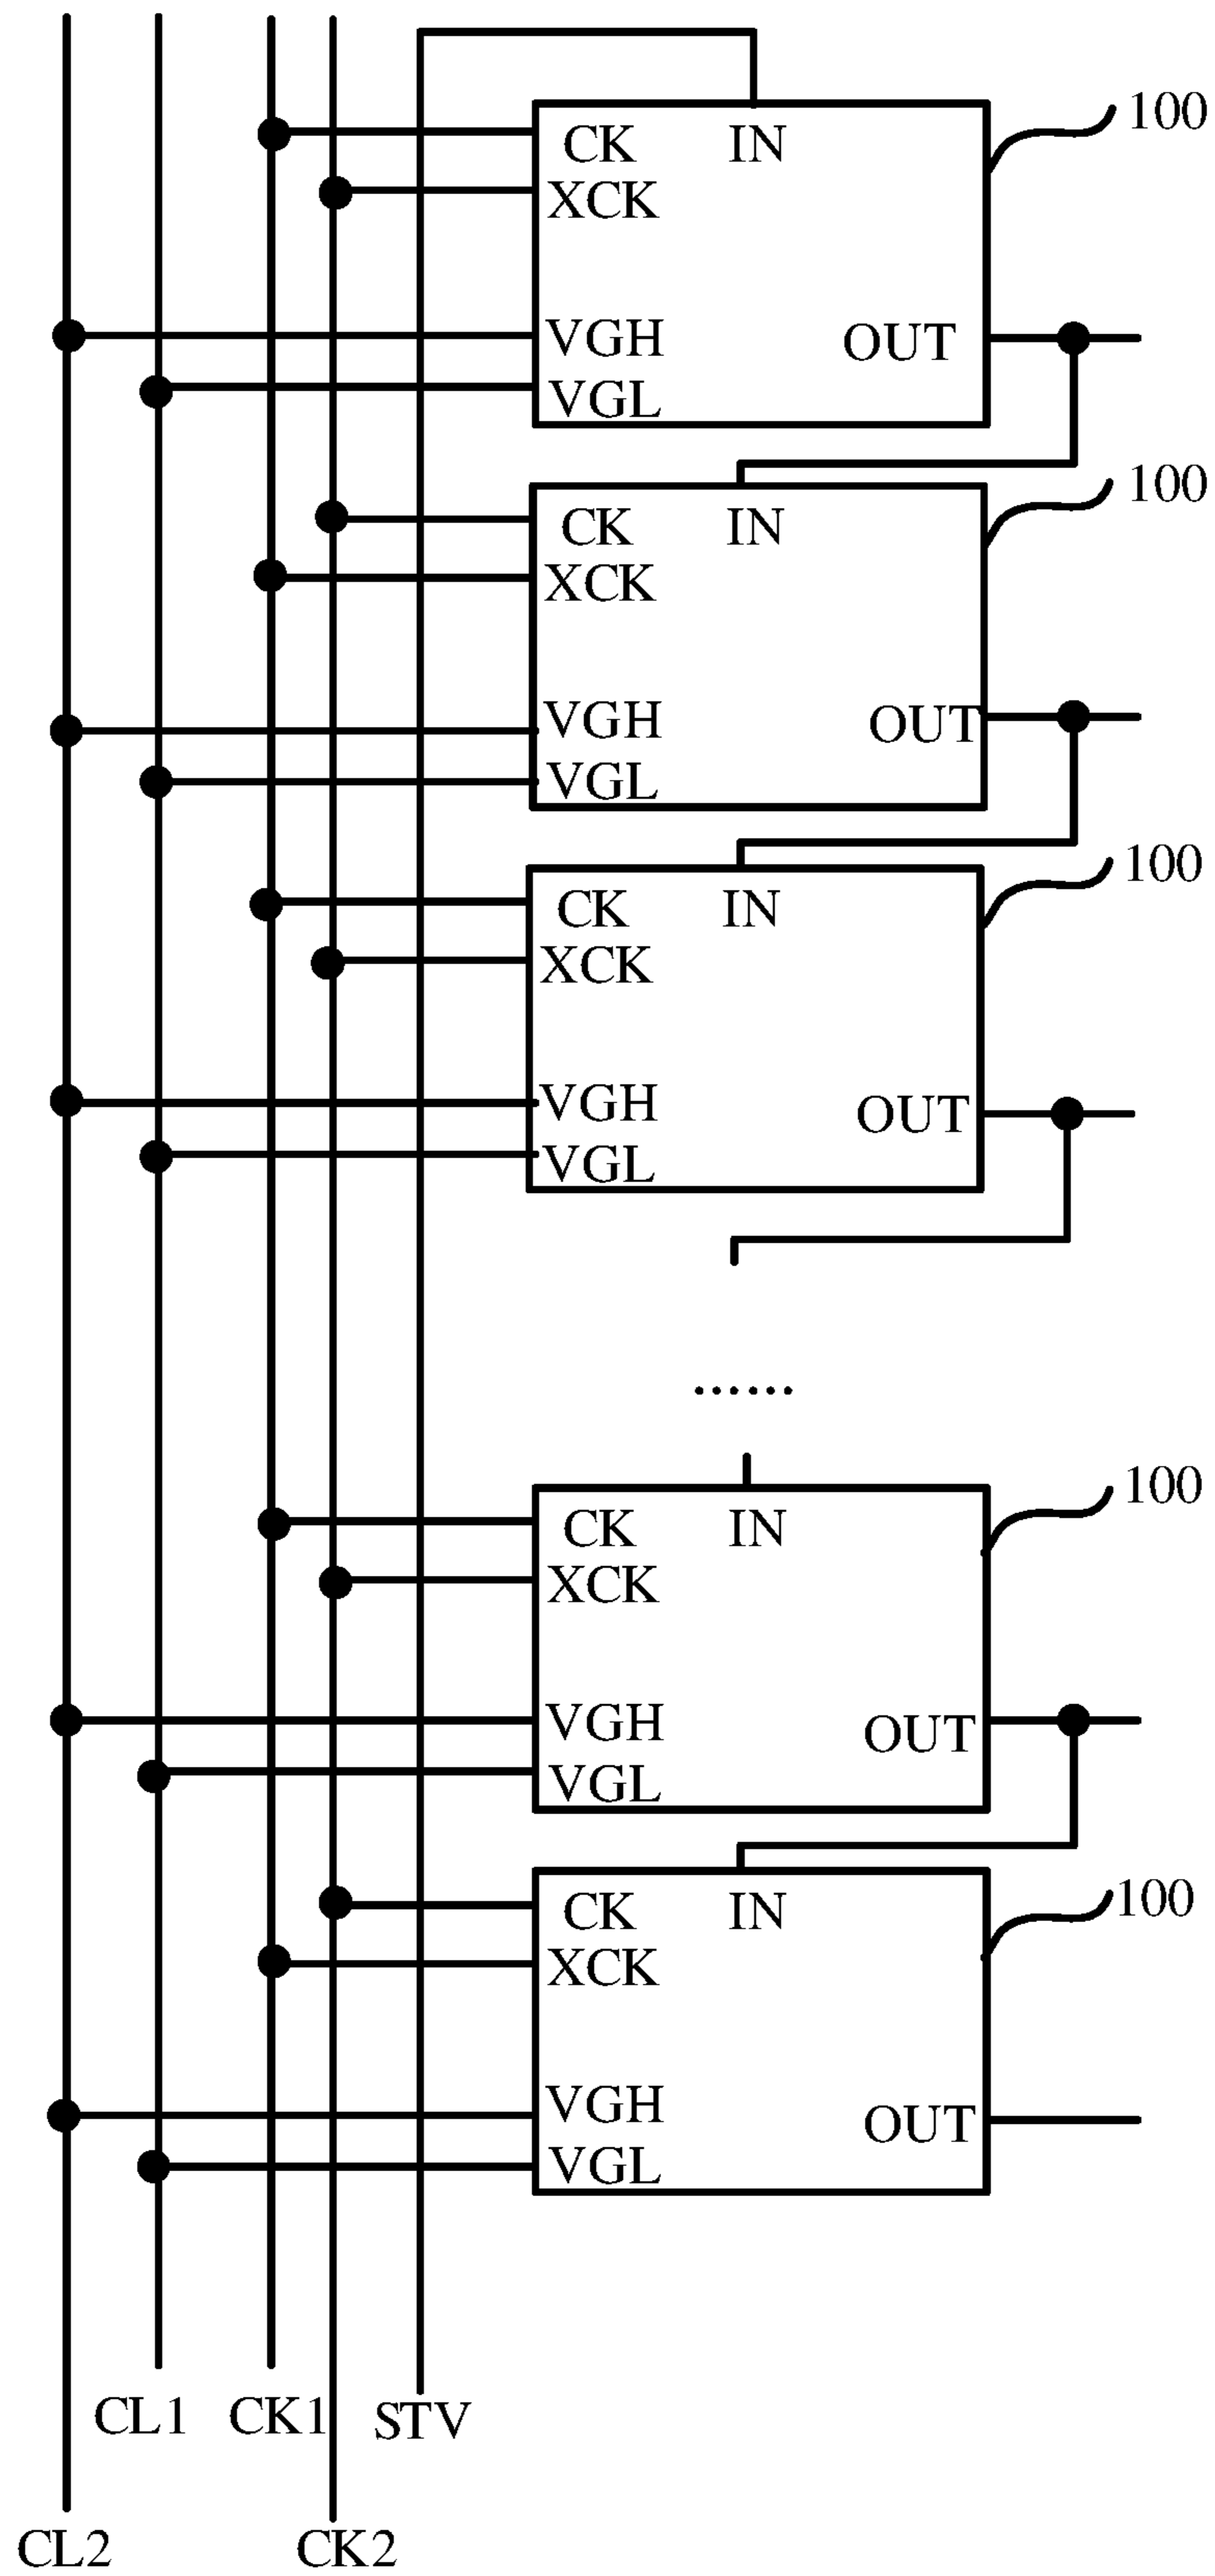 100
CK IN
XCK
VGH OUT
VGL
100
CK IN
XCK
VGH OUT
VGL
100
CK IN
XCK
VGH OUT
VGL
......
100
CK IN
XCK
VGH OUT
VGL
100
CK IN
XCK
VGH OUT
VGL
CL1 CK1 STV
CL2 CK2